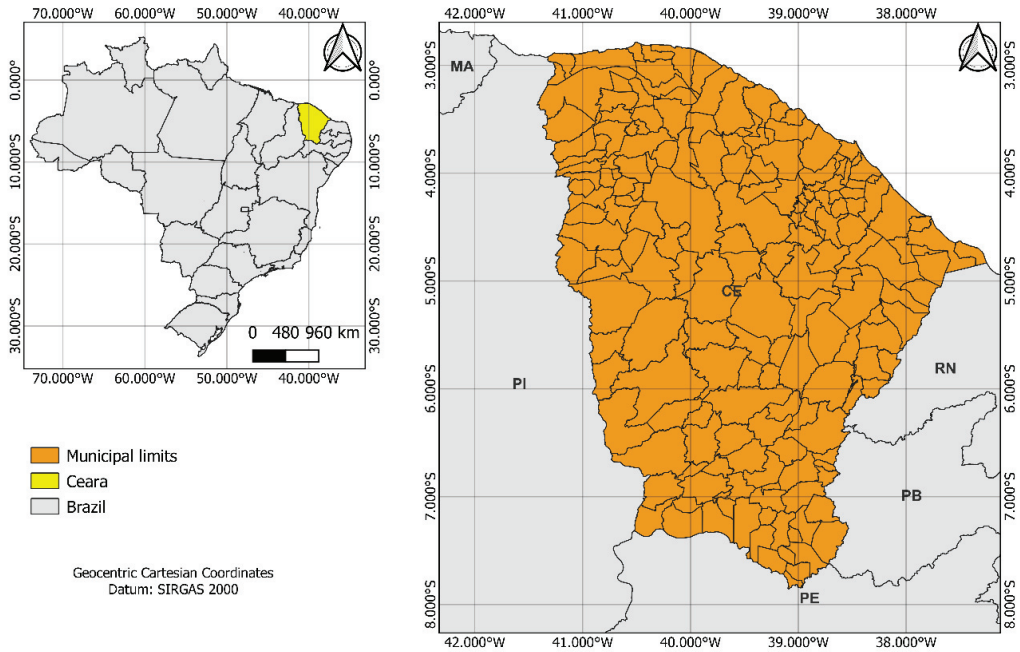 70.000°W 60.000°W 50.000°W 40.000°W
0.000°
10.000°S
20.000°S
30.000°S
0.000°
10.000°S
20.000°S
30.000°S
0 480 960 km
70.000°W 60.000°W 50.000°W 40.000°W
Municipal limits
Ceara
Brazil
Geocentric Cartesian Coordinates
Datum: SIRGAS 2000
42.000°W 41.000°W 40.000°W 39.000°W 38.000°W
3.000°S
4.000°S
5.000°S
6.000°S
7.000°S
8.000°S
MA
CE
PI
RN
PB
PE
3.000°S
4.000°S
5.000°S
6.000°S
7.000°S
8.000°S
42.000°W 41.000°W 40.000°W 39.000°W 38.000°W